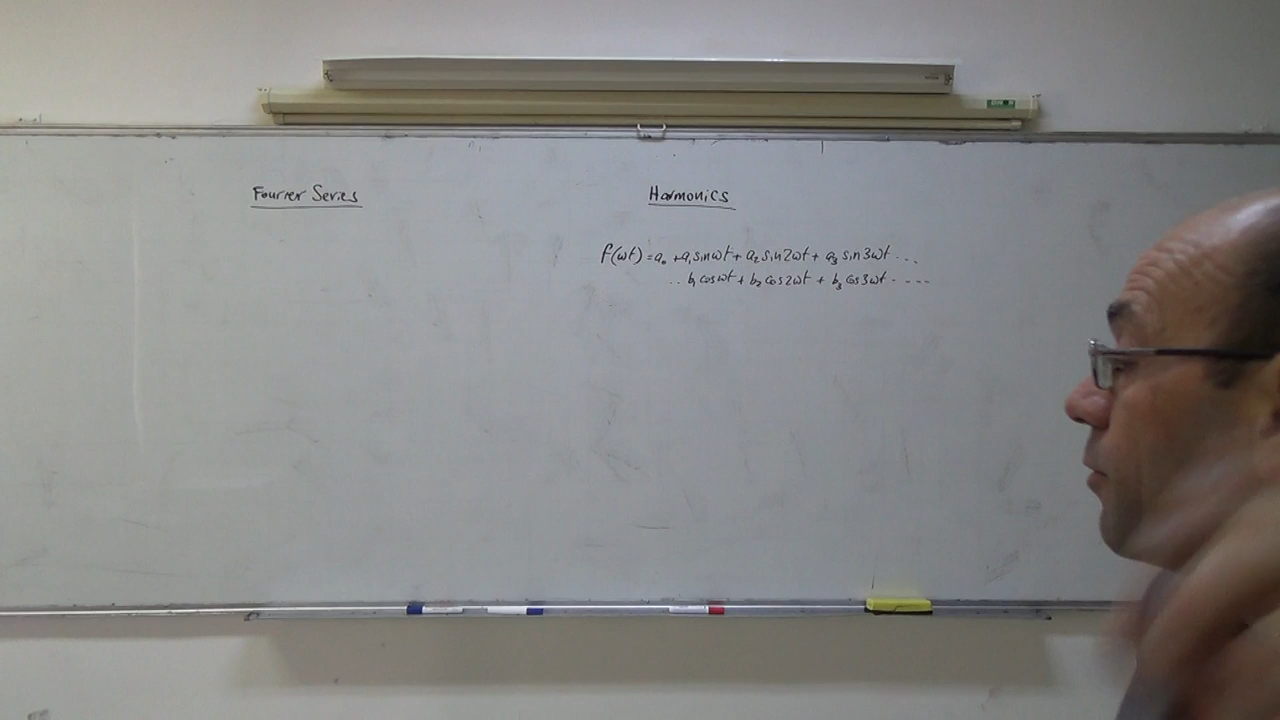 Fourier Series
Harmonics
f(ωt) = a₀ + a₁ sin ωt + a₂ sin 2ωt + a₃ sin 3ωt ...
.. b₁ cos ωt + b₂ cos 2ωt + b₃ cos 3ωt - - - -